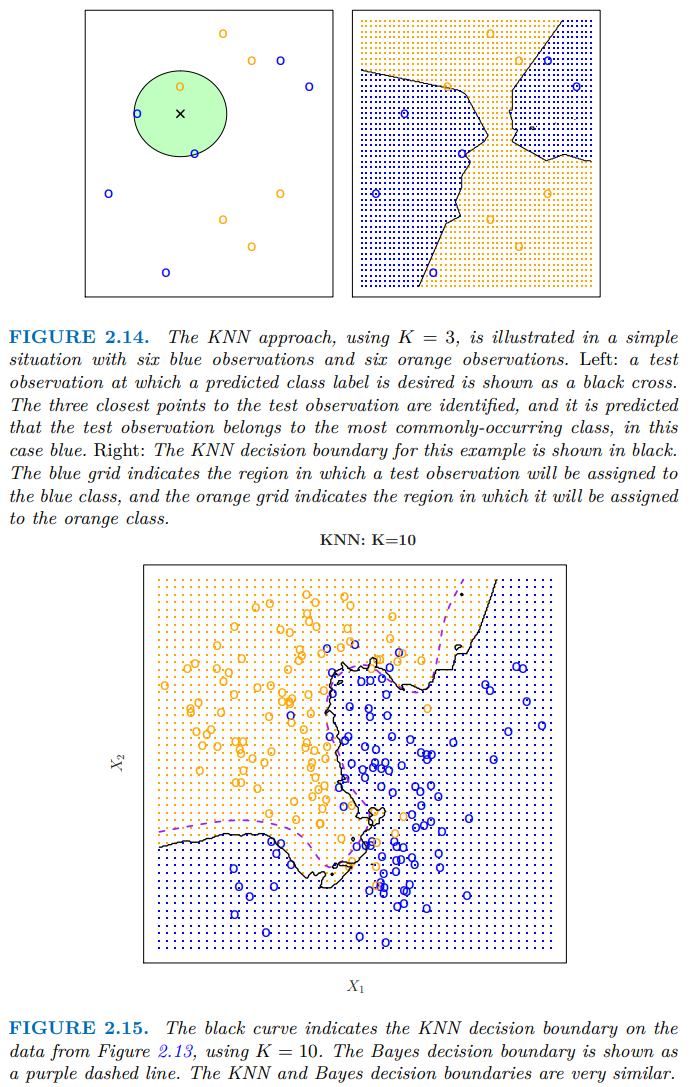 FIGURE 2.14. The KNN approach, using K = 3, is illustrated in a simple
situation with six blue observations and six orange observations. Left: a test
observation at which a predicted class label is desired is shown as a black cross.
The three closest points to the test observation are identified, and it is predicted
that the test observation belongs to the most commonly-occurring class, in this
case blue. Right: The KNN decision boundary for this example is shown in black.
The blue grid indicates the region in which a test observation will be assigned to
the blue class, and the orange grid indicates the region in which it will be assigned
to the orange class.
KNN: K=10
X₂
X₁
FIGURE 2.15. The black curve indicates the KNN decision boundary on the
data from Figure 2.13, using K = 10. The Bayes decision boundary is shown as
a purple dashed line. The KNN and Bayes decision boundaries are very similar.